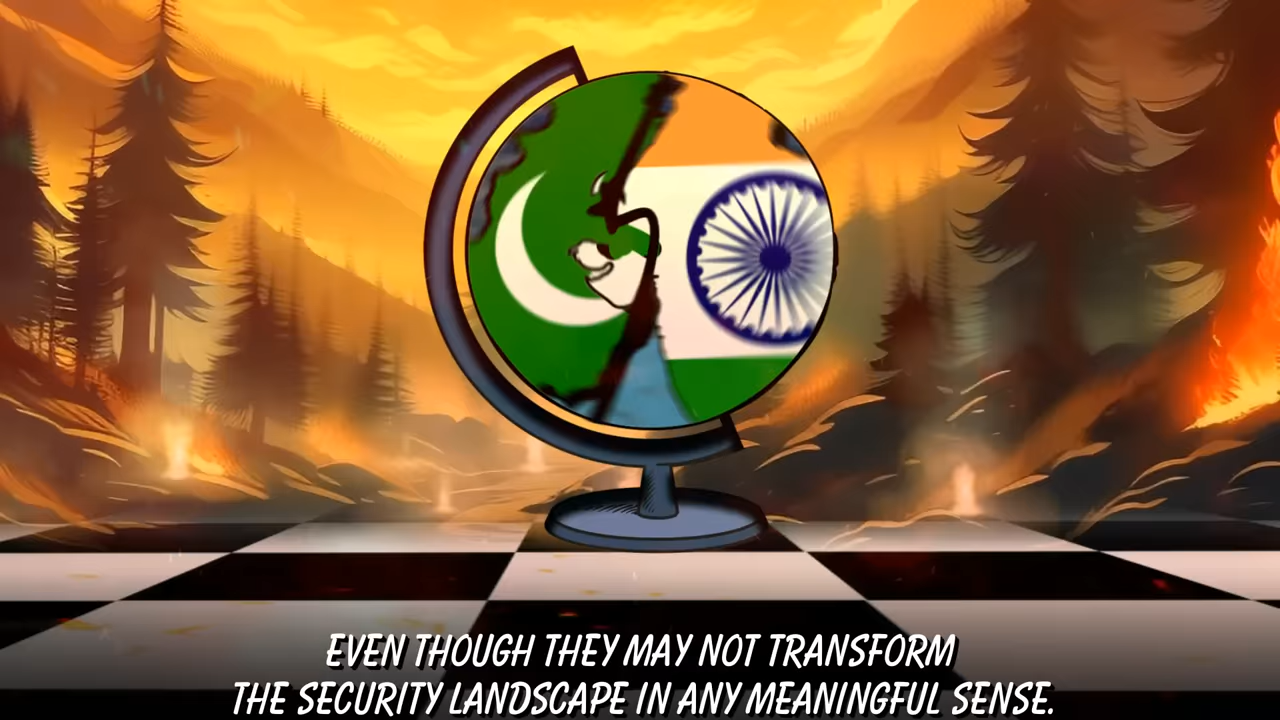 EVEN THOUGH THEY MAY NOT TRANSFORM
THE SECURITY LANDSCAPE IN ANY MEANINGFUL SENSE.